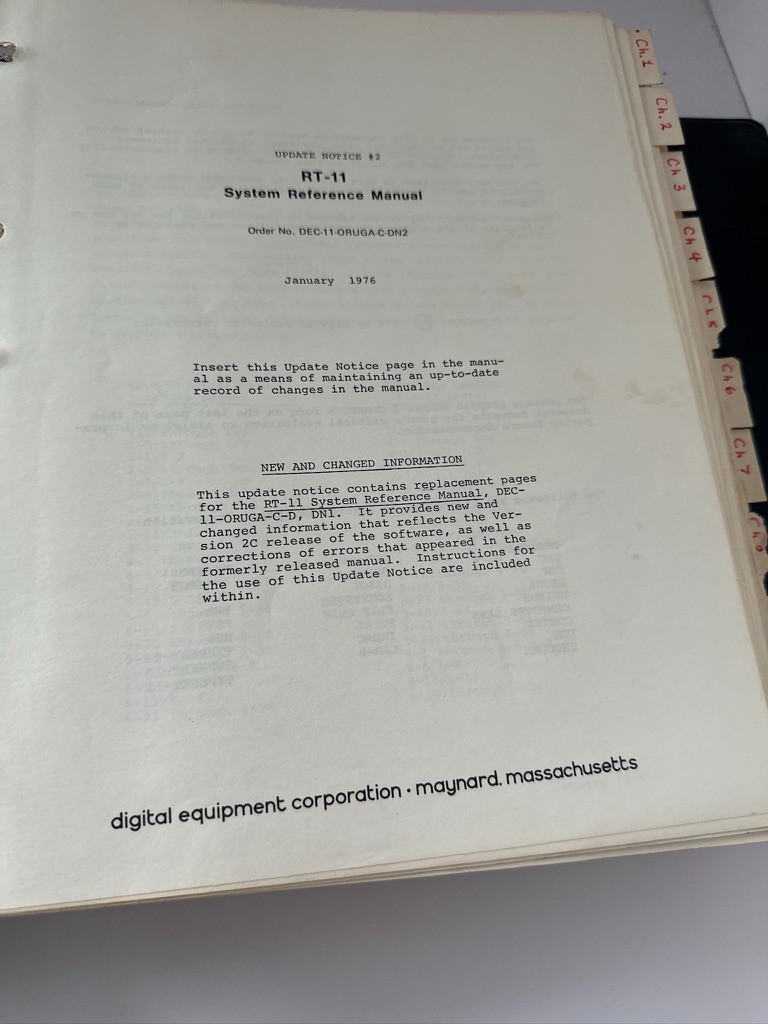 UPDATE NOTICE #2
RT-11
System Reference Manual
Order No. DEC-11-ORUGA-C-DN2
January 1976
Insert this Update Notice page in the manu-
al as a means of maintaining an up-to-date
record of changes in the manual.
NEW AND CHANGED INFORMATION
This update notice contains replacement pages
for the RT-11 System Reference Manual, DEC-
11-ORUGA-C-D, DN1. It provides new and
changed information that reflects the Ver-
sion 2C release of the software, as well as
corrections of errors that appeared in the
formerly released manual. Instructions for
the use of this Update Notice are included
within.
digital equipment corporation · maynard. massachusetts
Ch. 1
Ch. 2
Ch 3
Ch 4
Ch 5
Ch 6
Ch 7
Ch 8